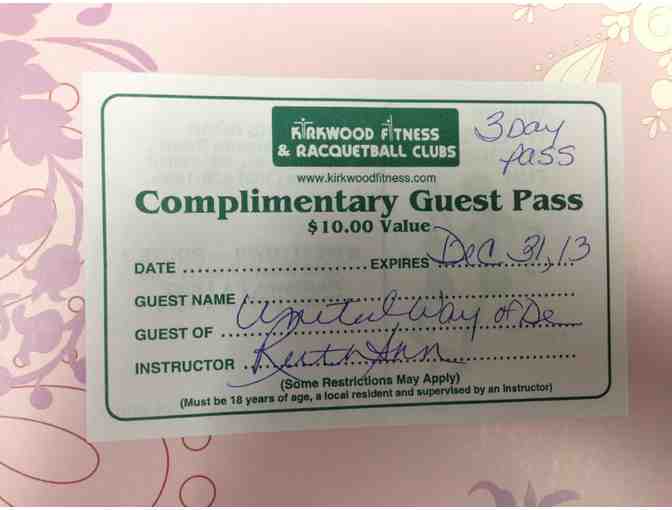 KIRKWOOD FITNESS
& RACQUETBALL CLUBS
3 Day
pass
www.kirkwoodfitness.com
Complimentary Guest Pass
$10.00 Value
DATE EXPIRES Dec 31, 13
GUEST NAME
GUEST OF United Way of De
INSTRUCTOR Ruth Ann
(Some Restrictions May Apply)
(Must be 18 years of age, a local resident and supervised by an Instructor)